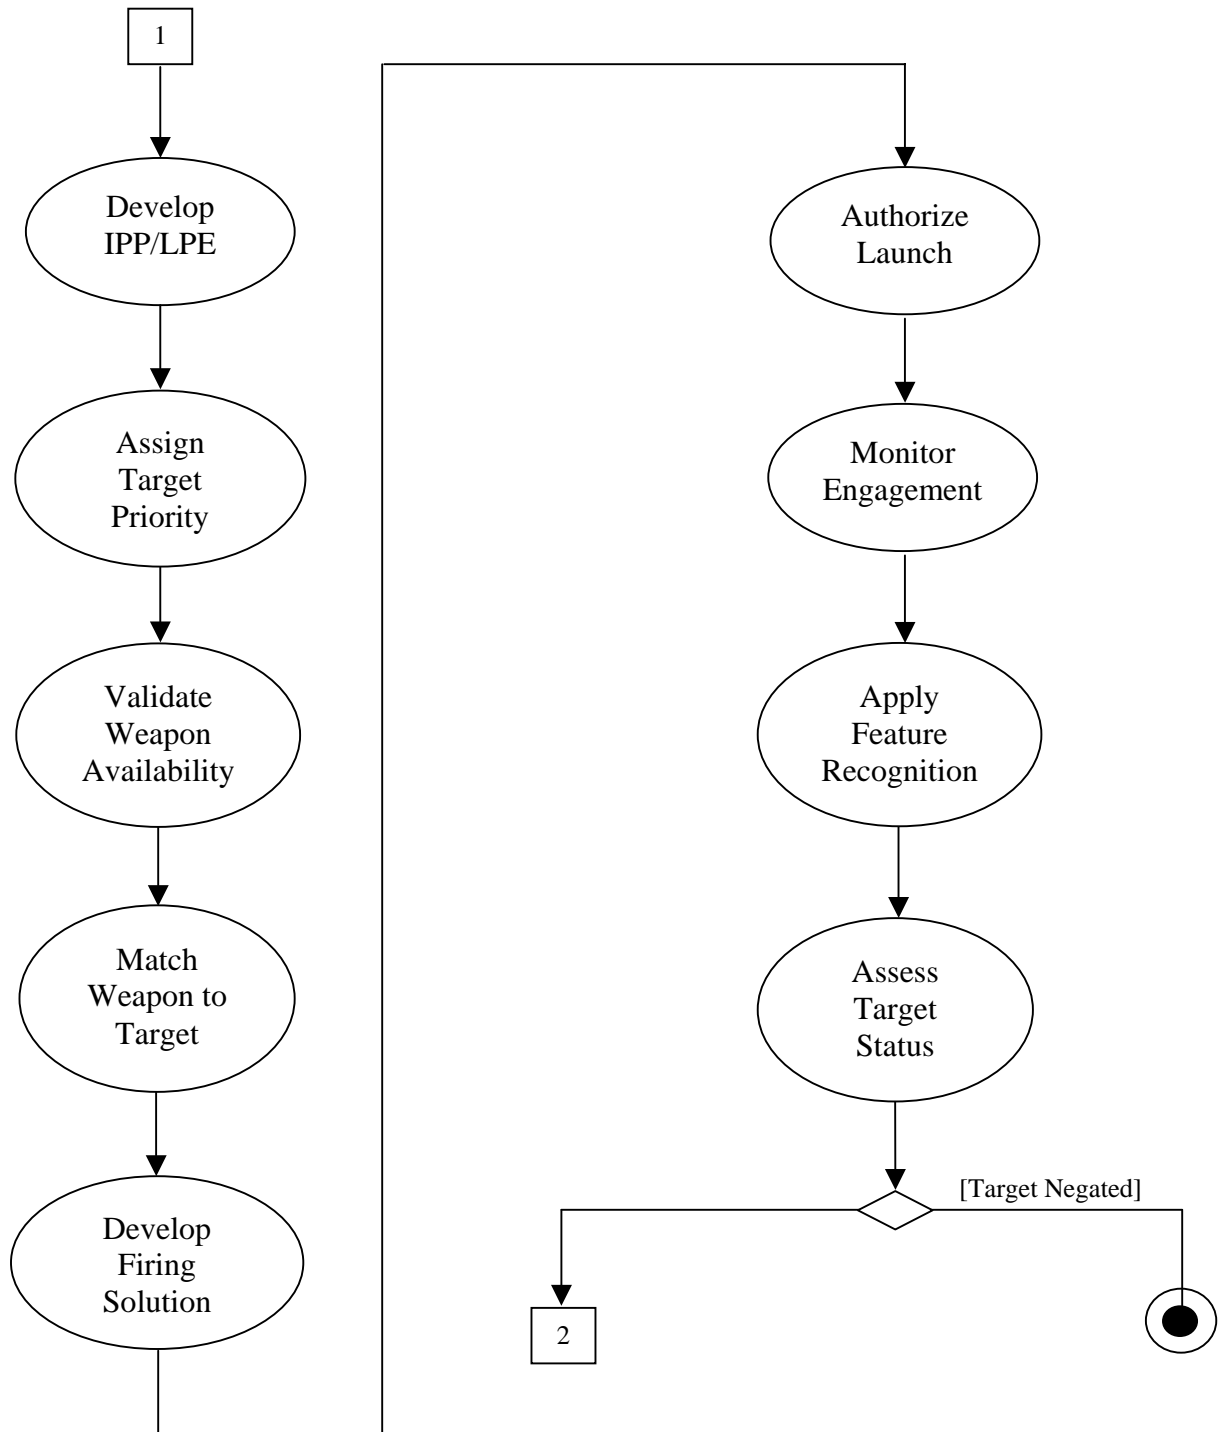 1
Develop
IPP/LPE
Assign
Target
Priority
Validate
Weapon
Availability
Match
Weapon to
Target
Develop
Firing
Solution
Authorize
Launch
Monitor
Engagement
Apply
Feature
Recognition
Assess
Target
Status
[Target Negated]
2